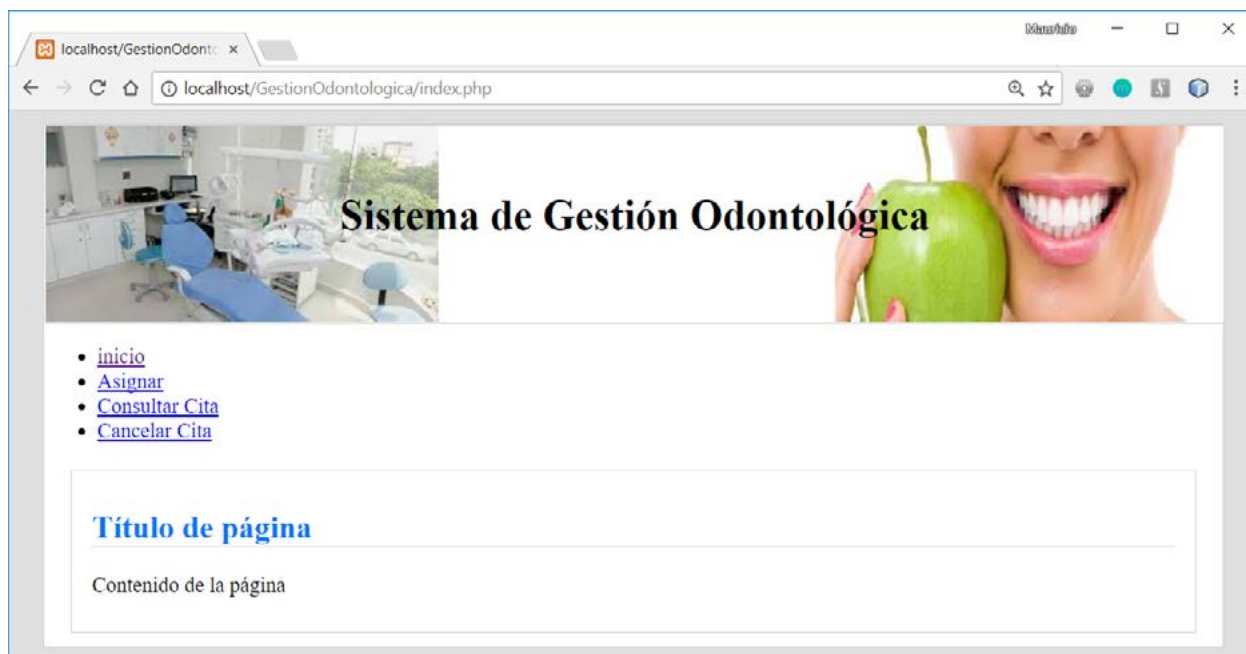 Mauricio
localhost/GestionOdonto
localhost/GestionOdontologica/index.php
Sistema de Gestión Odontológica
inicio
Asignar
Consultar Cita
Cancelar Cita
Título de página
Contenido de la página